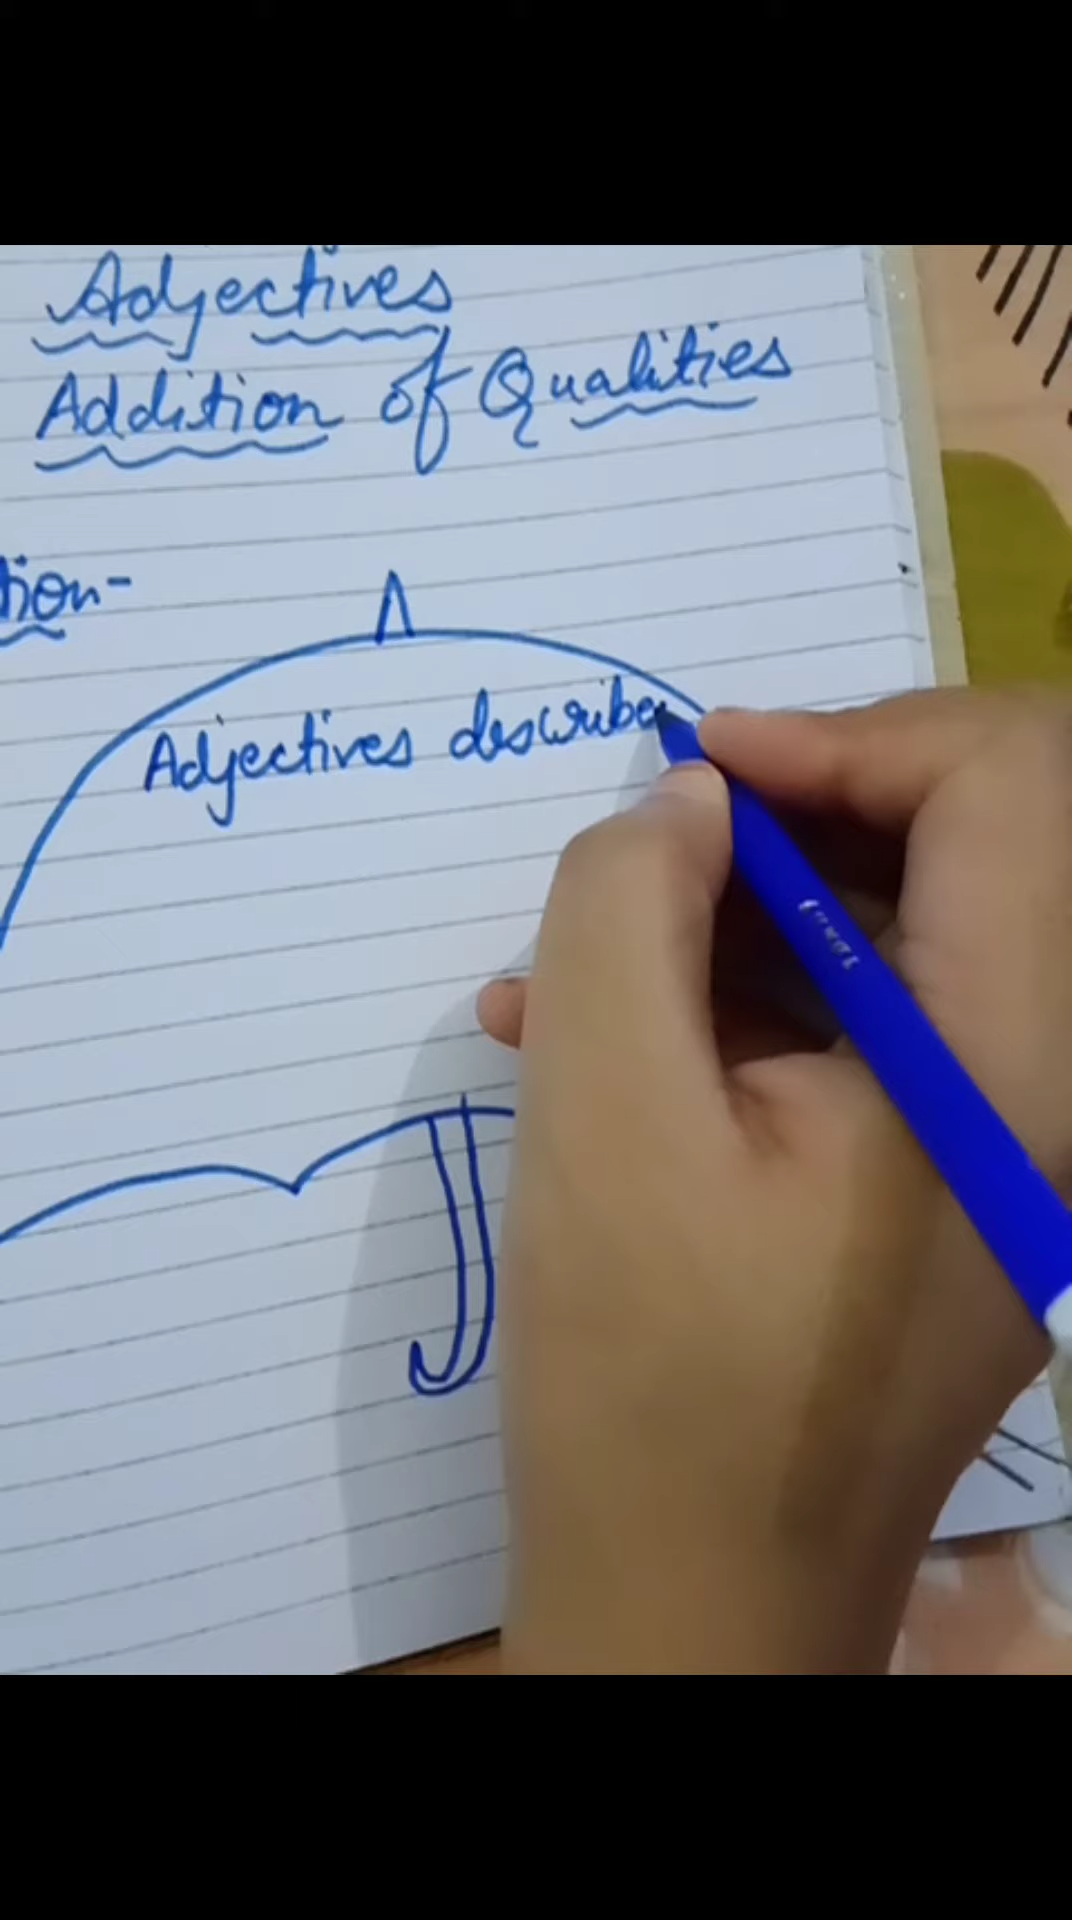 Adjectives
Addition of Qualities
tion-
Adjectives describe